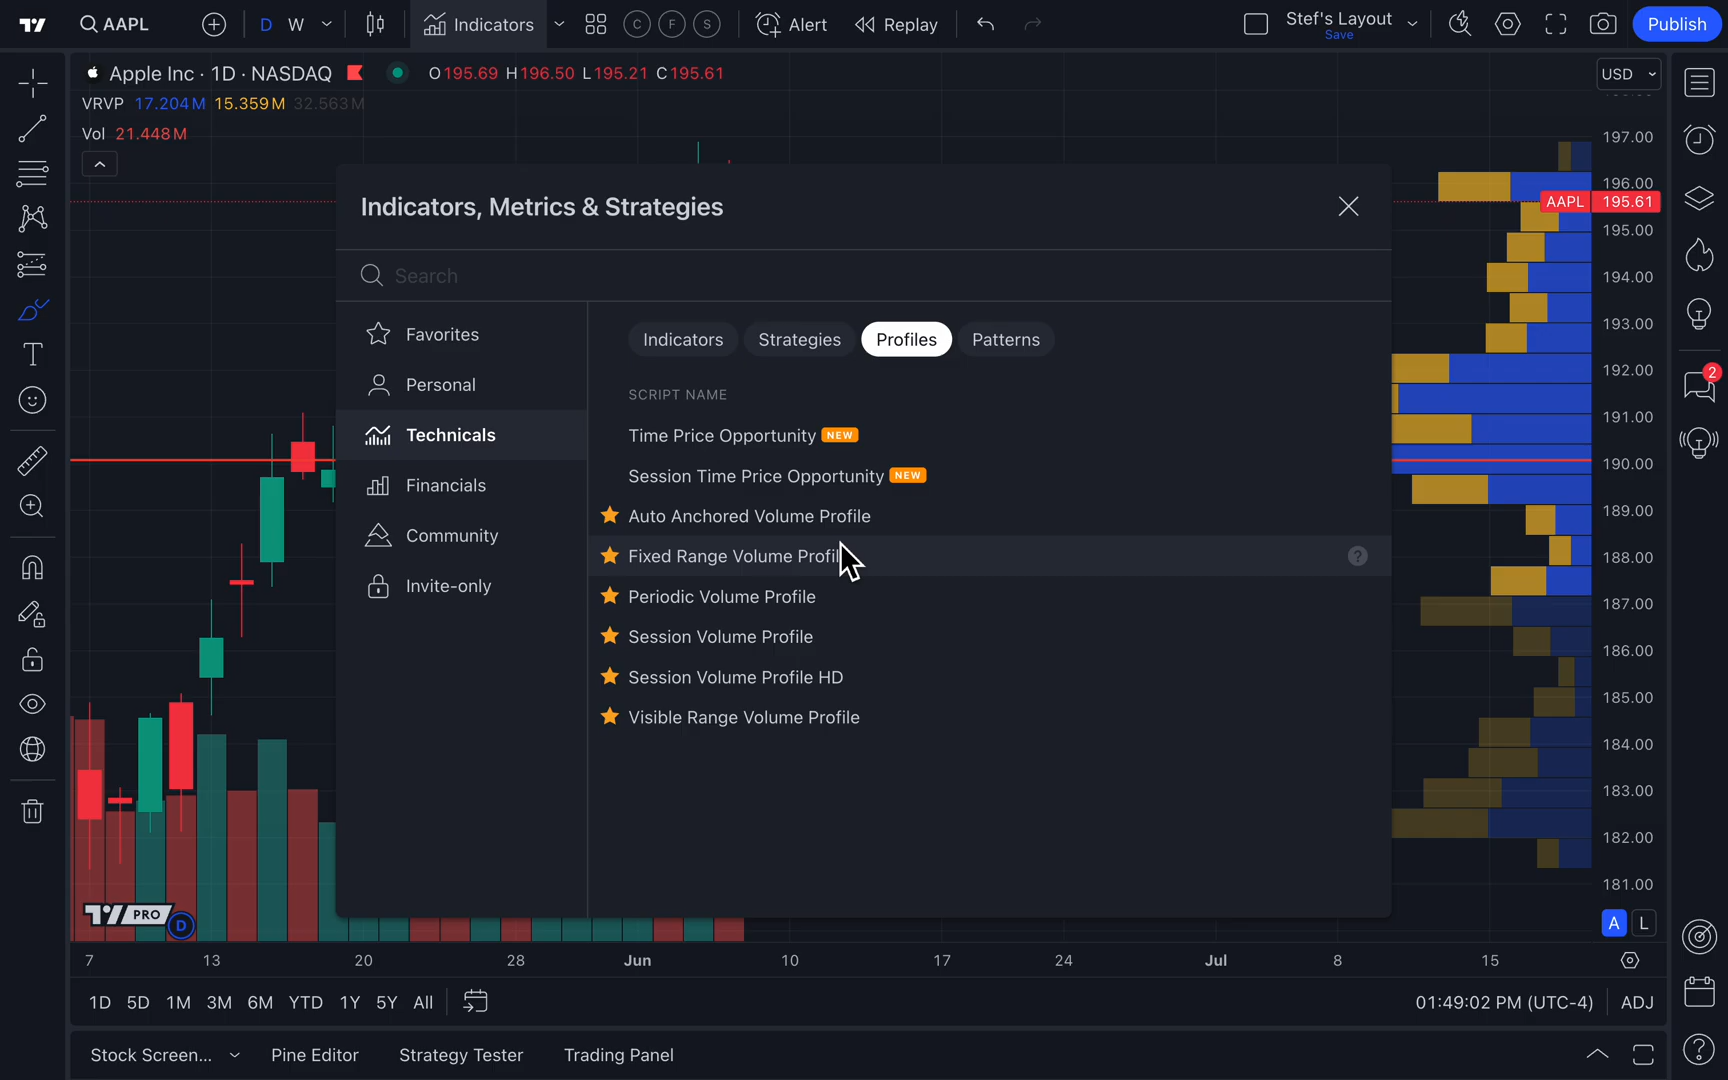 AAPL
D W
Indicators
C F S
Alert
Replay
Stef's Layout
Save
Publish
Apple Inc · 1D · NASDAQ
O195.69 H196.50 L195.21 C195.61
USD
VRVP 17.204M 15.359M 32.563M
Vol 21.448M
Indicators, Metrics & Strategies
Search
Favorites
Personal
Technicals
Financials
Community
Invite-only
Indicators Strategies Profiles Patterns
SCRIPT NAME
Time Price Opportunity NEW
Session Time Price Opportunity NEW
Auto Anchored Volume Profile
Fixed Range Volume Profil
?
Periodic Volume Profile
Session Volume Profile
Session Volume Profile HD
Visible Range Volume Profile
197.00
196.00
AAPL 195.61
195.00
194.00
193.00
192.00
191.00
190.00
189.00
188.00
187.00
186.00
185.00
184.00
183.00
182.00
181.00
2
PRO
D
A L
7 13 20 28 Jun 10 17 24 Jul 8 15
1D 5D 1M 3M 6M YTD 1Y 5Y All
01:49:02 PM (UTC-4) ADJ
Stock Screen... Pine Editor Strategy Tester Trading Panel
?